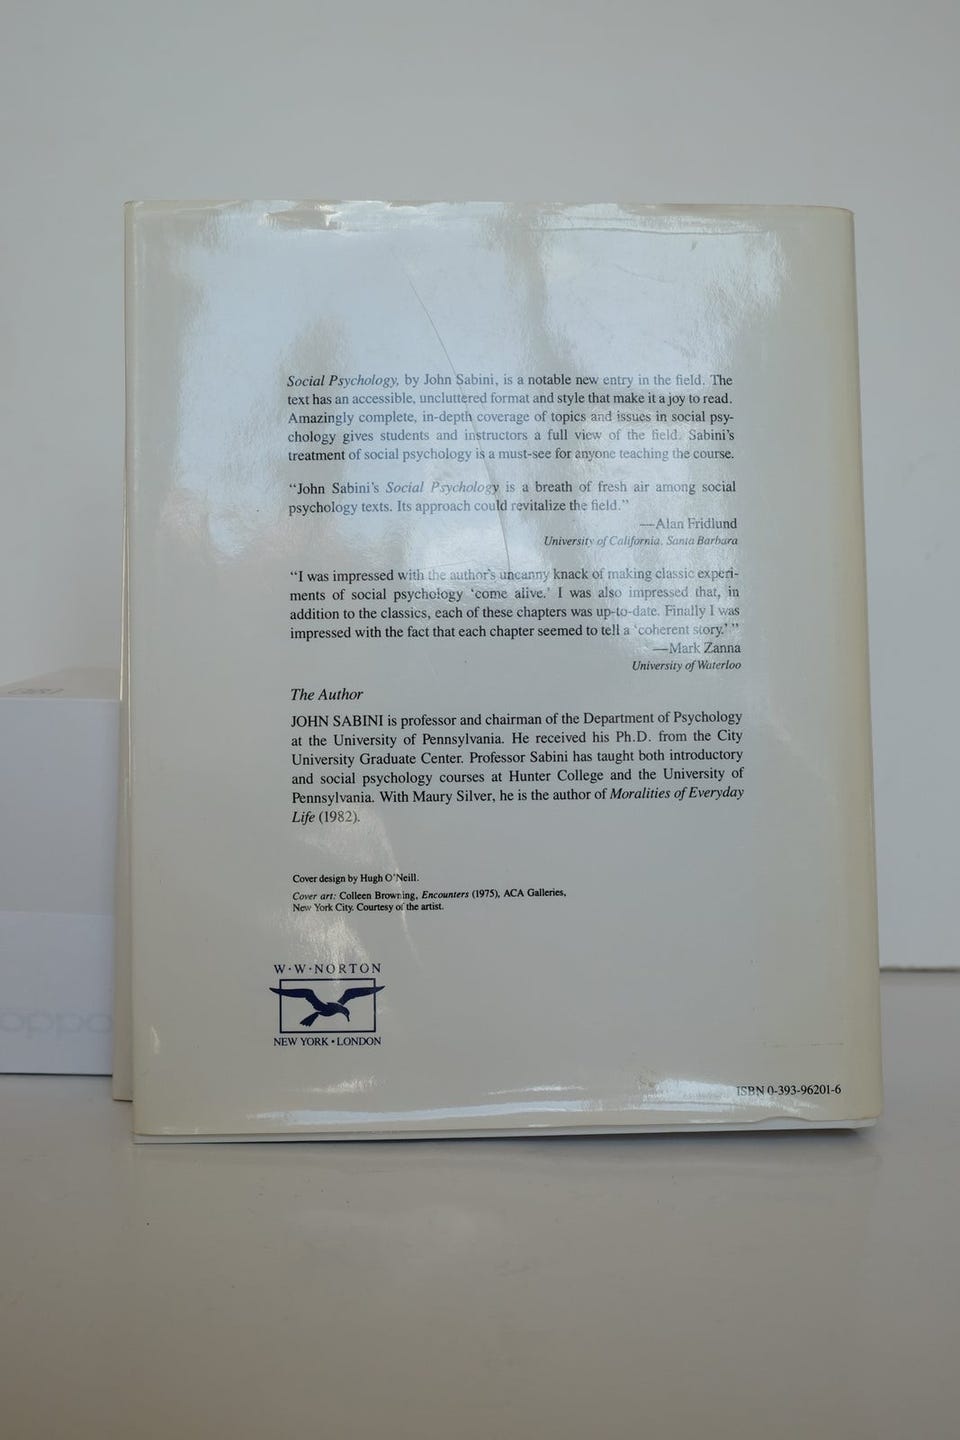 Social Psychology, by John Sabini, is a notable new entry in the field. The
text has an accessible, uncluttered format and style that make it a joy to read.
Amazingly complete, in-depth coverage of topics and issues in social psy-
chology gives students and instructors a full view of the field. Sabini's
treatment of social psychology is a must-see for anyone teaching the course.
“John Sabini's Social Psychology is a breath of fresh air among social
psychology texts. Its approach could revitalize the field.”
—Alan Fridlund
University of California, Santa Barbara
“I was impressed with the author's uncanny knack of making classic experi-
ments of social psychology ‘come alive.’ I was also impressed that, in
addition to the classics, each of these chapters was up-to-date. Finally I was
impressed with the fact that each chapter seemed to tell a ‘coherent story.’ ”
—Mark Zanna
University of Waterloo
The Author
JOHN SABINI is professor and chairman of the Department of Psychology
at the University of Pennsylvania. He received his Ph.D. from the City
University Graduate Center. Professor Sabini has taught both introductory
and social psychology courses at Hunter College and the University of
Pennsylvania. With Maury Silver, he is the author of Moralities of Everyday
Life (1982).
Cover design by Hugh O'Neill.
Cover art: Colleen Browning, Encounters (1975), ACA Galleries,
New York City. Courtesy of the artist.
W·W·NORTON
NEW YORK • LONDON
ISBN 0-393-96201-6
oppo